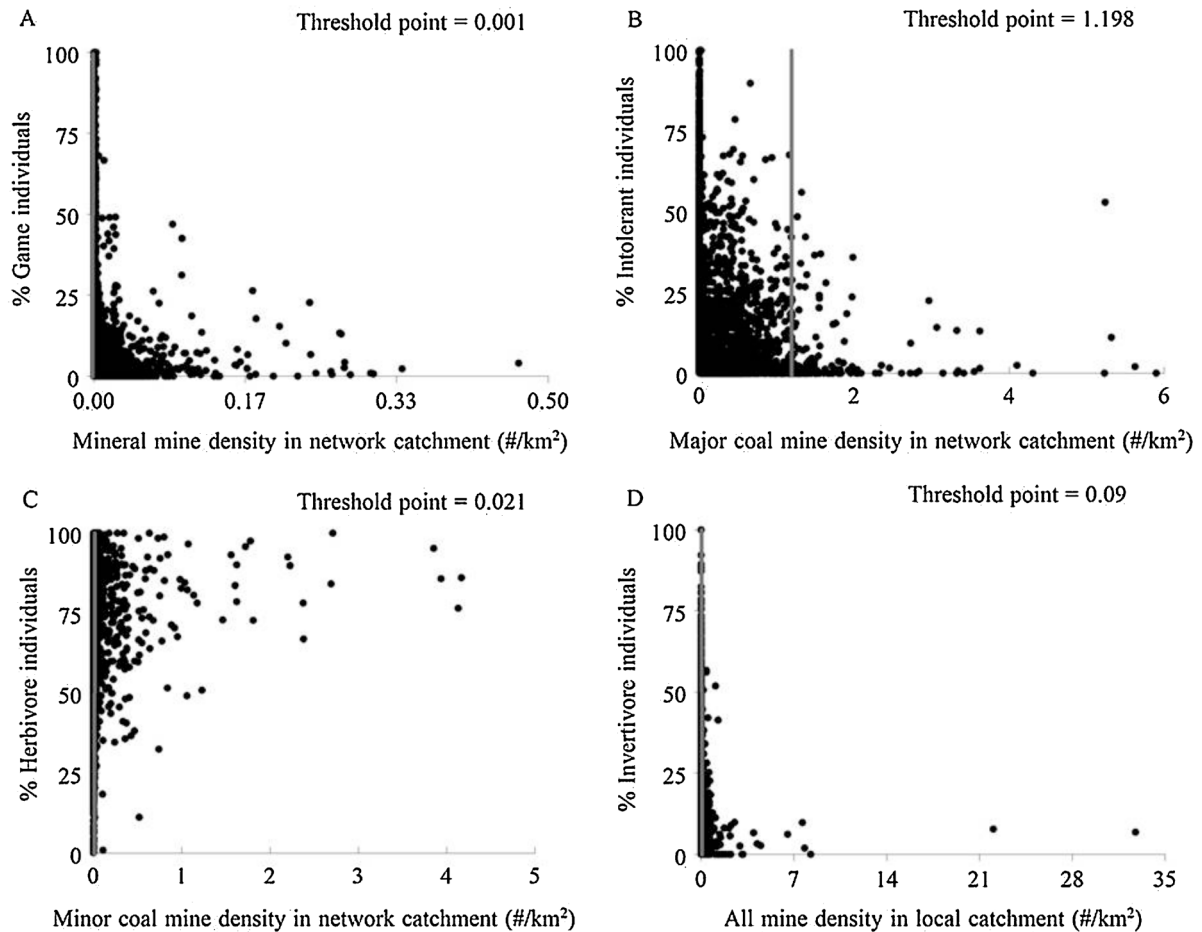 A
Threshold point = 0.001
100
75
50
25
0
% Game individuals
0.00 0.17 0.33 0.50
Mineral mine density in network catchment (#/km²)
B
Threshold point = 1.198
100
75
50
25
0
% Intolerant individuals
0 2 4 6
Major coal mine density in network catchment (#/km²)
C
Threshold point = 0.021
100
75
50
25
0
% Herbivore individuals
0 1 2 3 4 5
Minor coal mine density in network catchment (#/km²)
D
Threshold point = 0.09
100
75
50
25
0
% Invertivore individuals
0 7 14 21 28 35
All mine density in local catchment (#/km²)